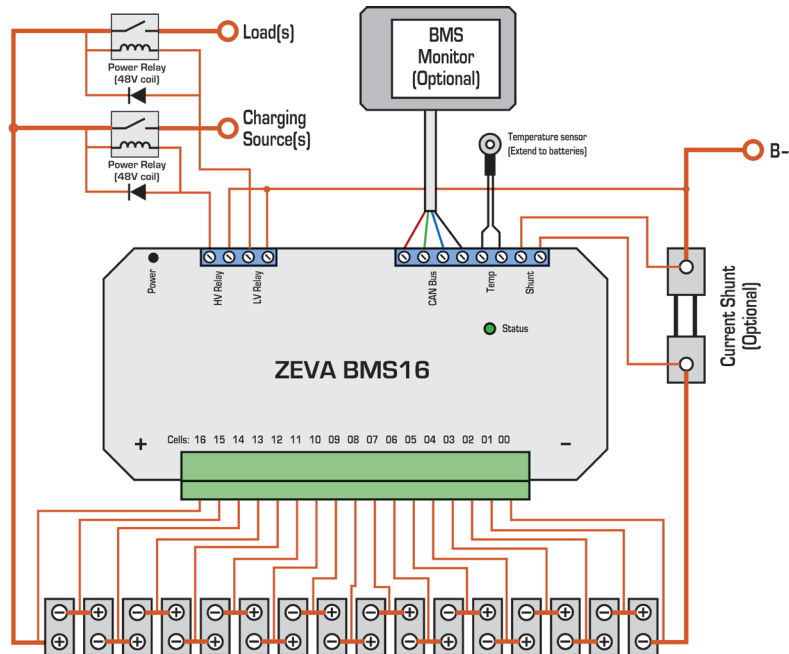 Load(s)
Power Relay
(48V coil)
Charging
Source(s)
Power Relay
(48V coil)
BMS
Monitor
(Optional)
Temperature sensor
(Extend to batteries)
B-
Power
HV Relay
LV Relay
CAN Bus
Temp
Shunt
Status
Current Shunt
(Optional)
ZEVA BMS16
+
−
Cells: 16 15 14 13 12 11 10 09 08 07 06 05 04 03 02 01 00